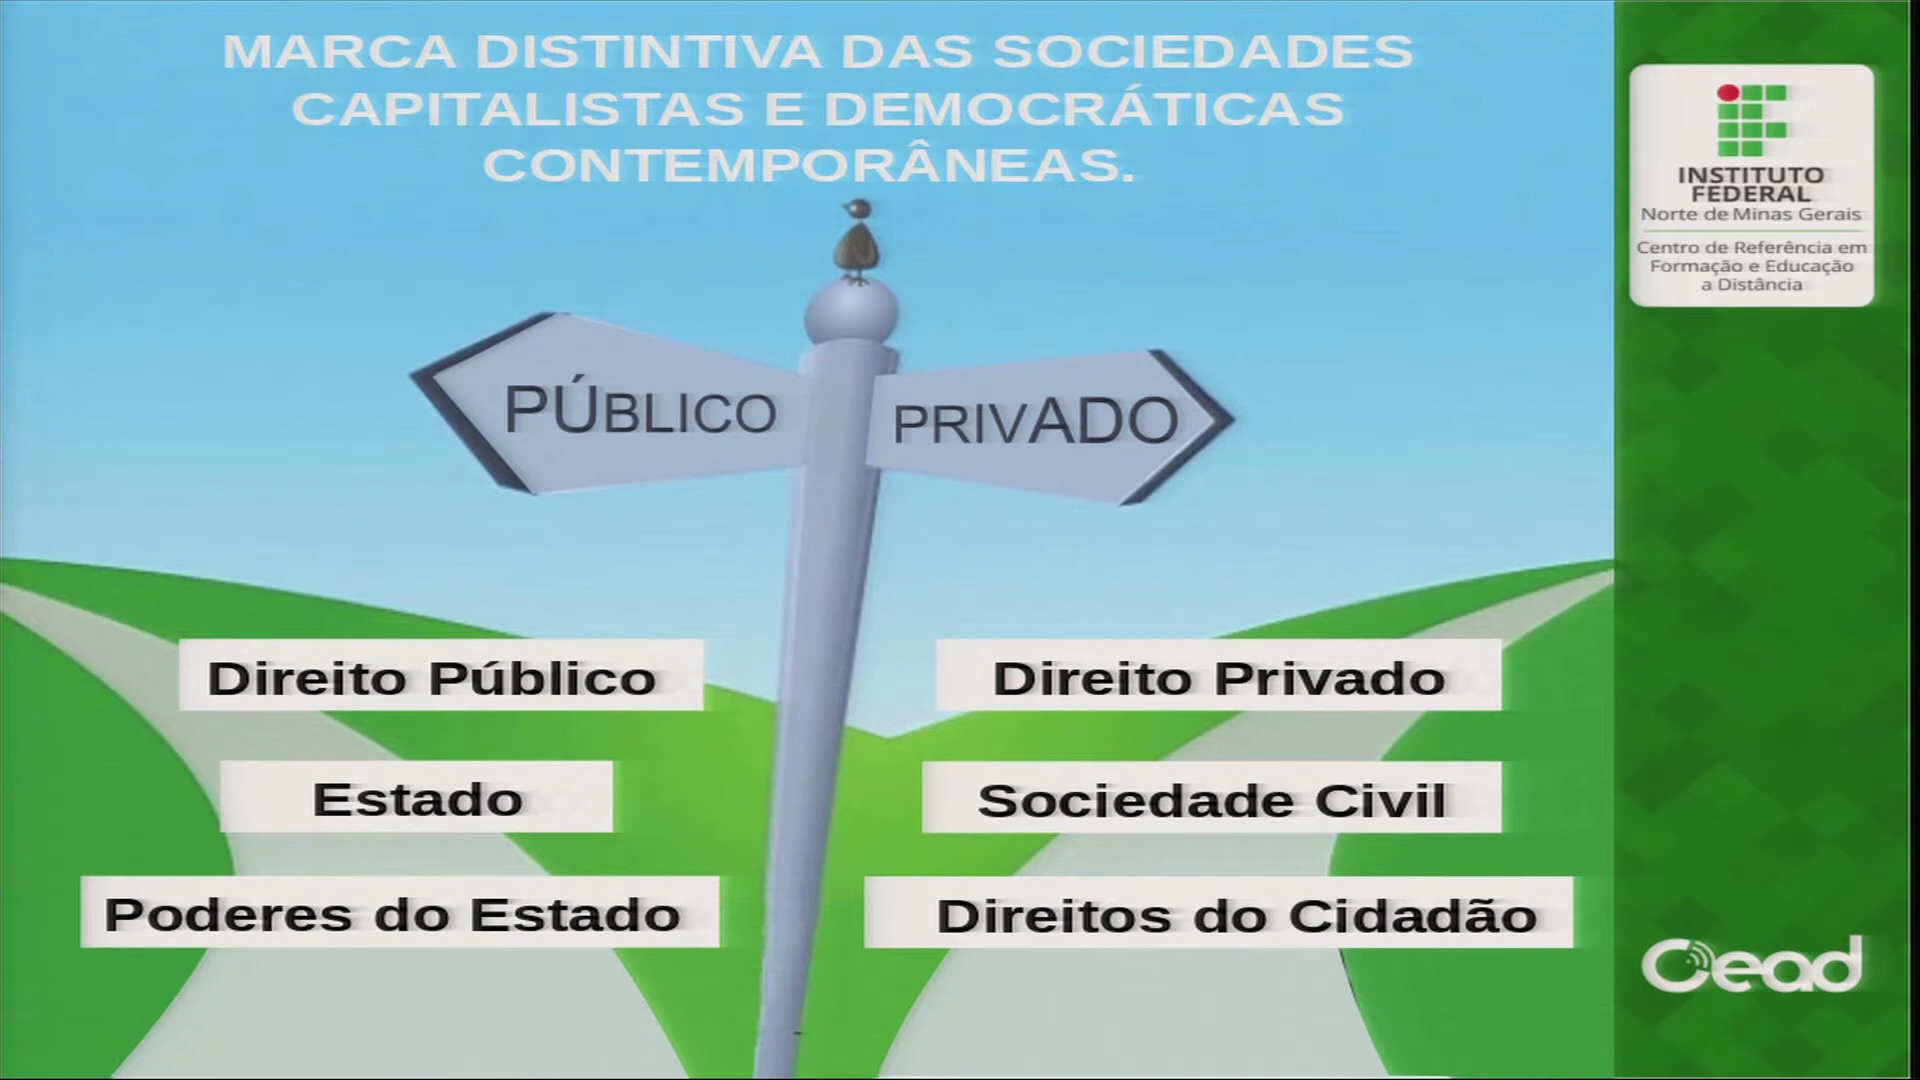 MARCA DISTINTIVA DAS SOCIEDADES
CAPITALISTAS E DEMOCRÁTICAS
CONTEMPORÂNEAS.
PÚBLICO
PRIVADO
Direito Público
Direito Privado
Estado
Sociedade Civil
Poderes do Estado
Direitos do Cidadão
INSTITUTO
FEDERAL
Norte de Minas Gerais
Centro de Referência em
Formação e Educação
a Distância
Cead